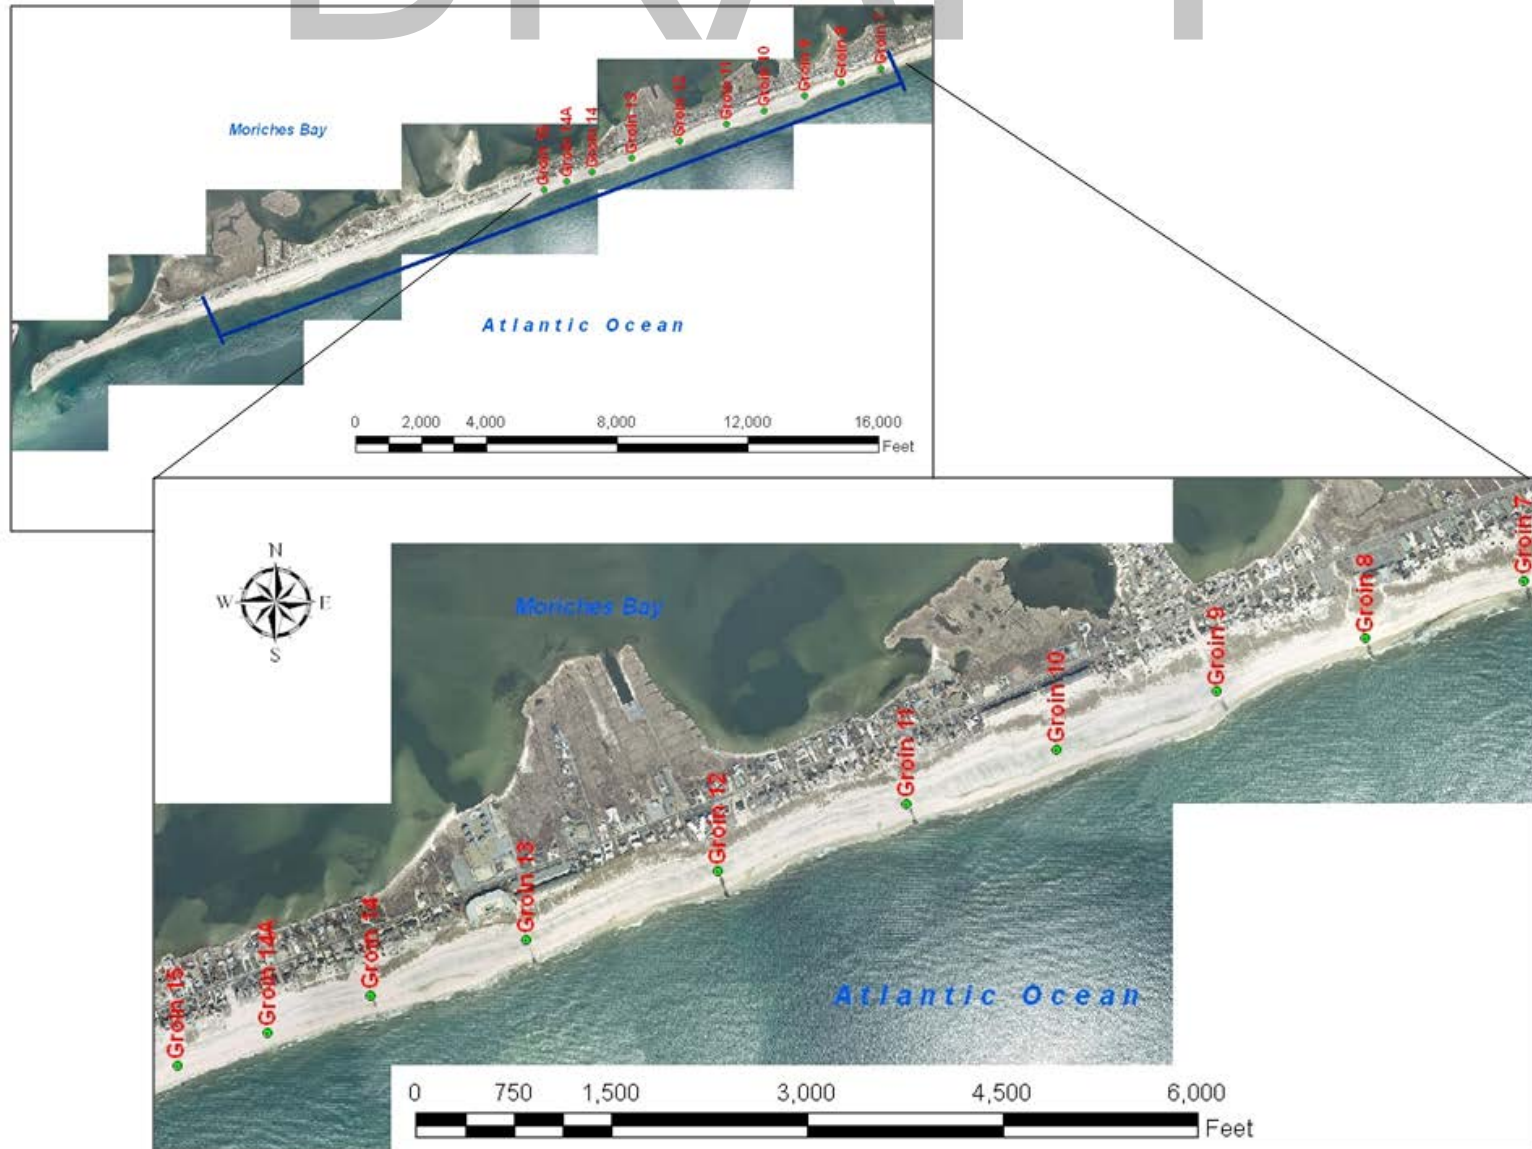 DRAFT
Moriches Bay
Groin 15
Groin 14A
Groin 14
Groin 13
Groin 12
Groin 11
Groin 10
Groin 9
Groin 8
Groin 7
Atlantic Ocean
0 2,000 4,000 8,000 12,000 16,000
Feet
N
W E
S
Moriches Bay
Groin 15
Groin 14A
Groin 14
Groin 13
Groin 12
Groin 11
Groin 10
Groin 9
Groin 8
Groin 7
Atlantic Ocean
0 750 1,500 3,000 4,500 6,000
Feet